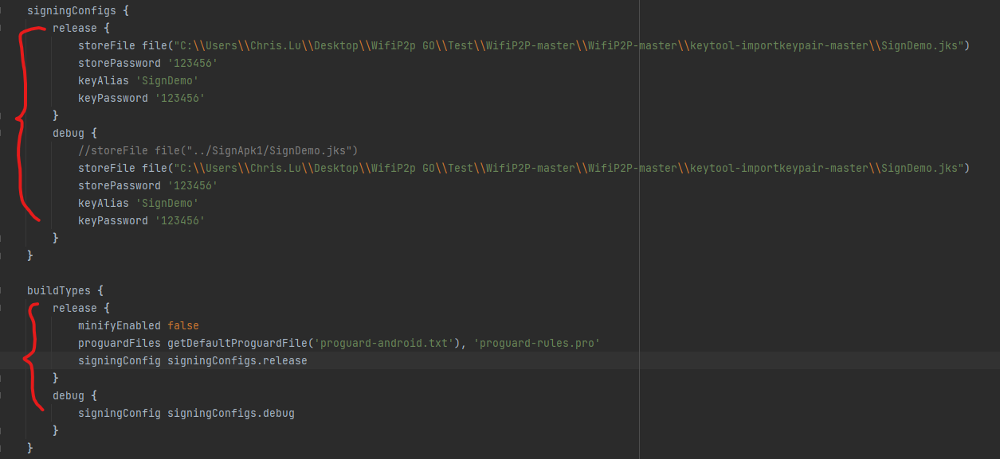 signingConfigs {
release {
storeFile file("C:\\Users\\Chris.Lu\\Desktop\\WifiP2p GO\\Test\\WifiP2P-master\\WifiP2P-master\\keytool-importkeypair-master\\SignDemo.jks")
storePassword '123456'
keyAlias 'SignDemo'
keyPassword '123456'
}
debug {
//storeFile file("../SignApk1/SignDemo.jks")
storeFile file("C:\\Users\\Chris.Lu\\Desktop\\WifiP2p GO\\Test\\WifiP2P-master\\WifiP2P-master\\keytool-importkeypair-master\\SignDemo.jks")
storePassword '123456'
keyAlias 'SignDemo'
keyPassword '123456'
}
}
buildTypes {
release {
minifyEnabled false
proguardFiles getDefaultProguardFile('proguard-android.txt'), 'proguard-rules.pro'
signingConfig signingConfigs.release
}
debug {
signingConfig signingConfigs.debug
}
}